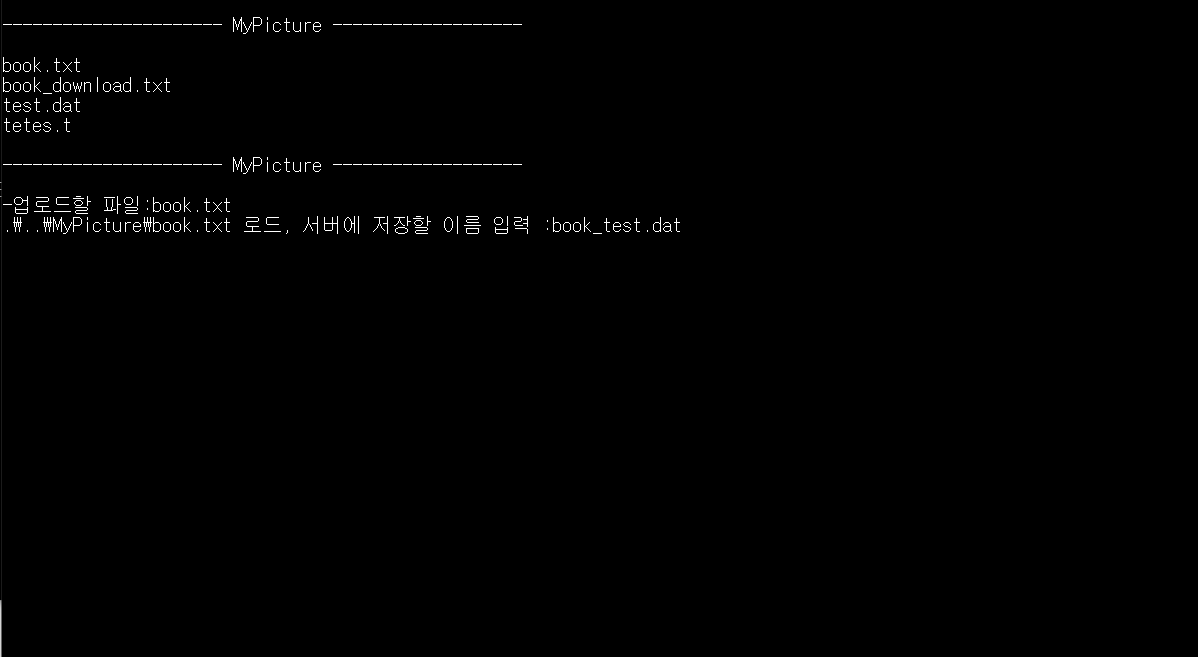 ---------------------- MyPicture -------------------
book.txt
book_download.txt
test.dat
tetes.t
---------------------- MyPicture -------------------
-업로드할 파일:book.txt
.₩..₩MyPicture₩book.txt 로드, 서버에 저장할 이름 입력 :book_test.dat